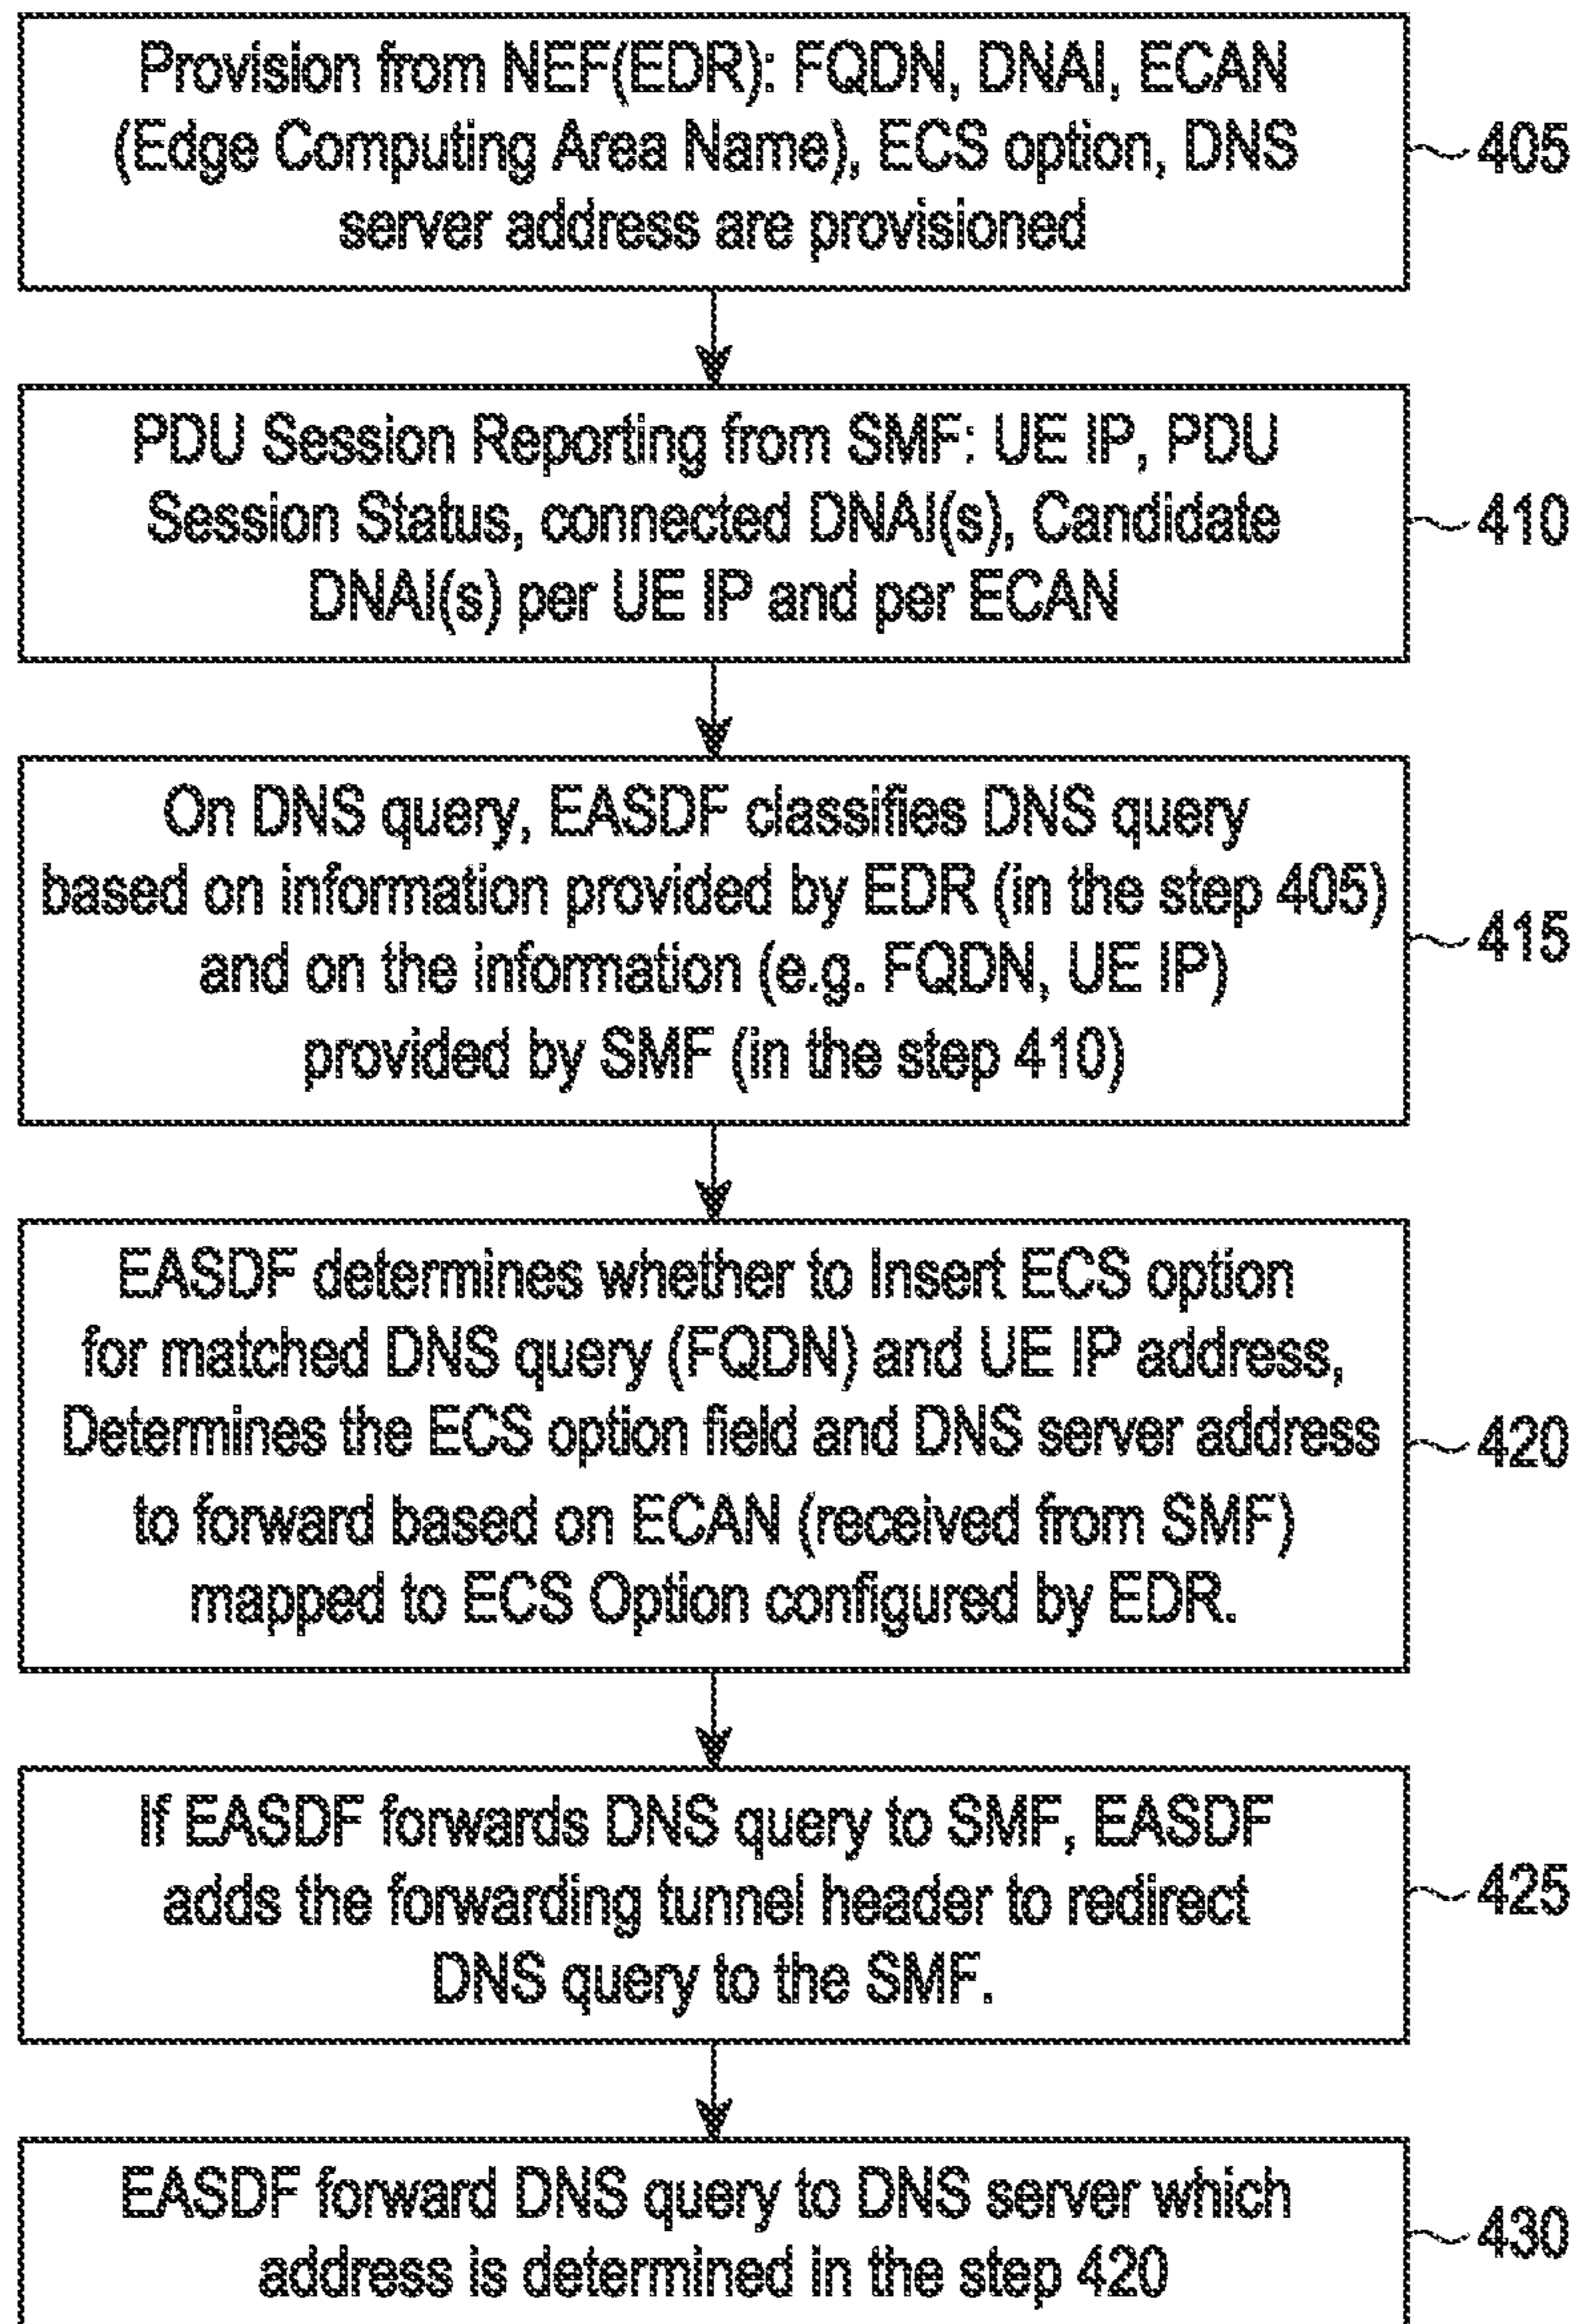 Provision from NEF(EDR): FQDN, DNAI, ECAN
(Edge Computing Area Name), ECS option, DNS
server address are provisioned
405
PDU Session Reporting from SMF: UE IP, PDU
Session Status, connected DNAI(s), Candidate
DNAI(s) per UE IP and per ECAN
410
On DNS query, EASDF classifies DNS query
based on information provided by EDR (in the step 405)
and on the information (e.g. FQDN, UE IP)
provided by SMF (in the step 410)
415
EASDF determines whether to Insert ECS option
for matched DNS query (FQDN) and UE IP address,
Determines the ECS option field and DNS server address
to forward based on ECAN (received from SMF)
mapped to ECS Option configured by EDR.
420
If EASDF forwards DNS query to SMF, EASDF
adds the forwarding tunnel header to redirect
DNS query to the SMF.
425
EASDF forward DNS query to DNS server which
address is determined in the step 420
430